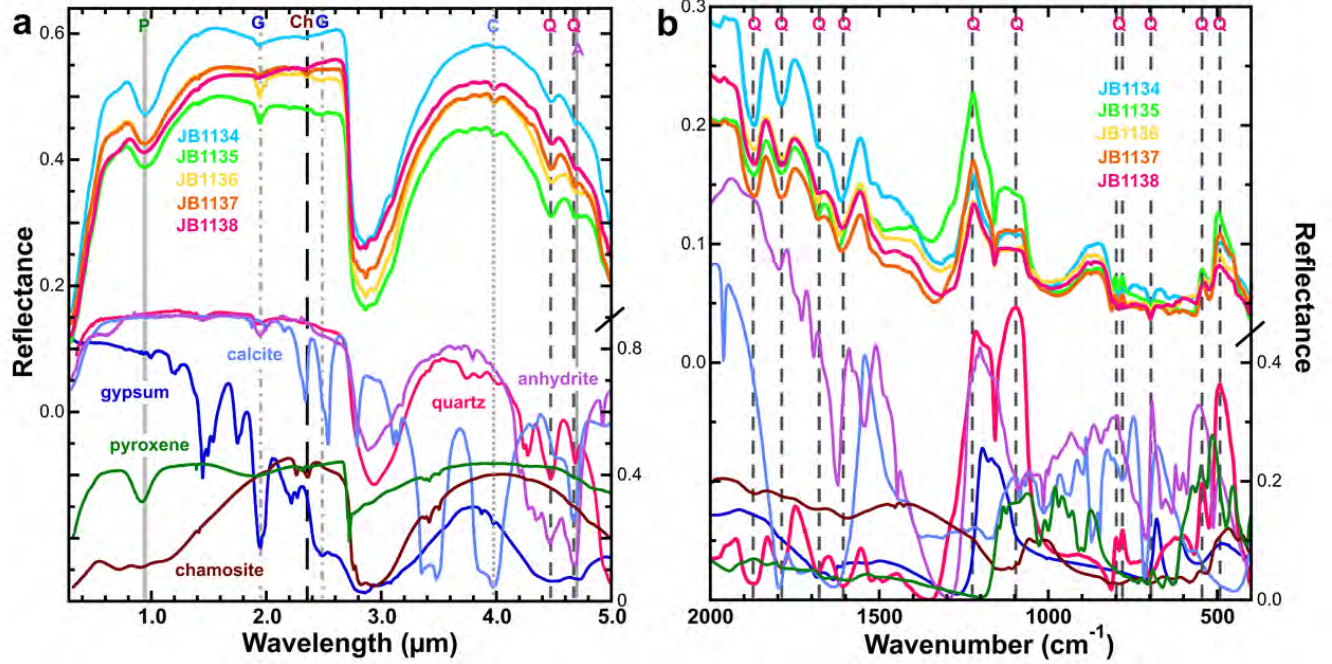 a
P
G
Ch
G
C
Q
Q
A
0.6
0.4
0.2
0.0
Reflectance
JB1134
JB1135
JB1136
JB1137
JB1138
calcite
gypsum
anhydrite
quartz
pyroxene
chamosite
0.8
0.4
0
1.0
2.0
3.0
4.0
5.0
Wavelength (µm)
b
Q
Q
Q
Q
Q
Q
Q
Q
Q
Q
0.3
0.2
0.1
0.0
JB1134
JB1135
JB1136
JB1137
JB1138
Reflectance
0.4
0.2
0.0
2000
1500
1000
500
Wavenumber (cm⁻¹)